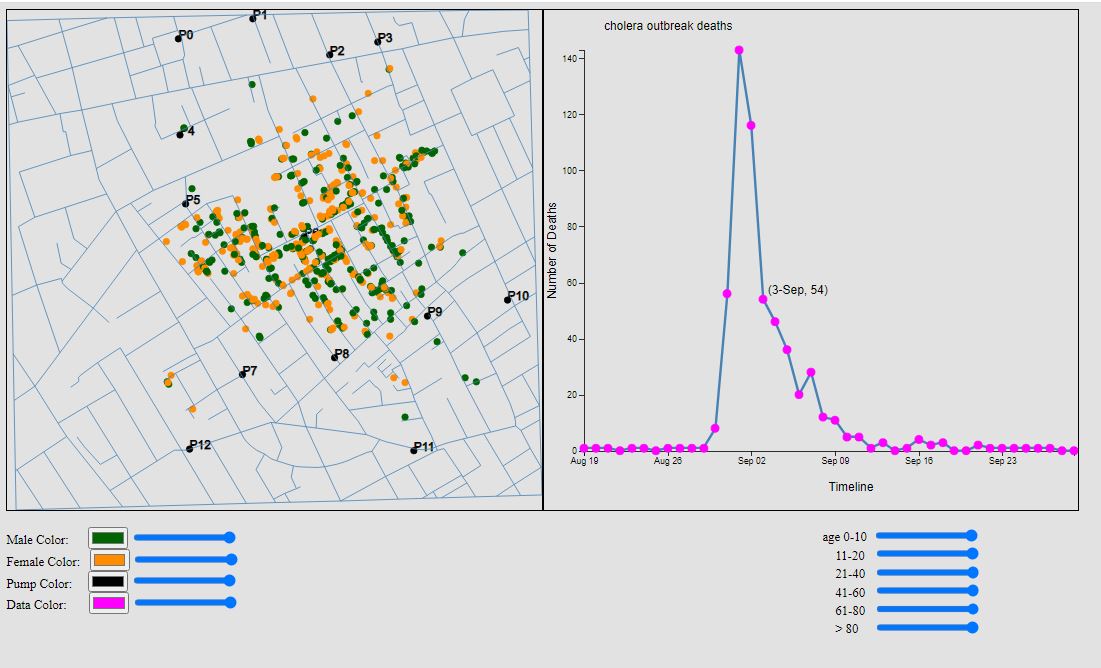 P0
P1
P2
P3
P4
P5
P7
P8
P9
P10
P11
P12
cholera outbreak deaths
Number of Deaths
140
120
100
80
60
40
20
0
(3-Sep, 54)
Aug 19
Aug 26
Sep 02
Sep 09
Sep 16
Sep 23
Timeline
Male Color:
Female Color:
Pump Color:
Data Color:
age 0-10
11-20
21-40
41-60
61-80
> 80